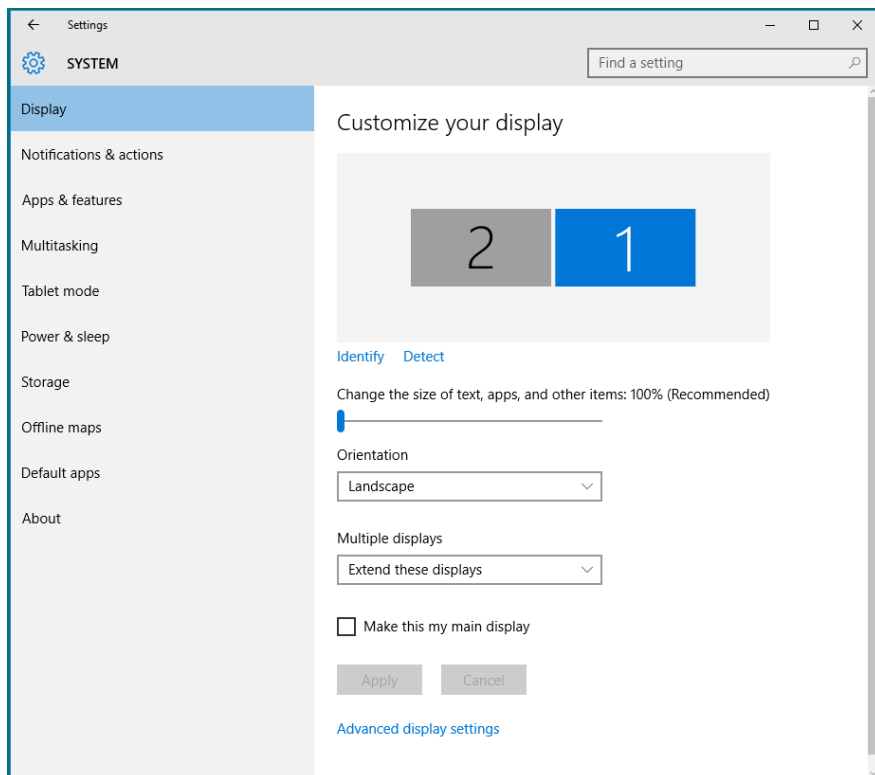 Settings
SYSTEM
Find a setting
Display
Notifications & actions
Apps & features
Multitasking
Tablet mode
Power & sleep
Storage
Offline maps
Default apps
About
Customize your display
2 1
Identify Detect
Change the size of text, apps, and other items: 100% (Recommended)
Orientation
Landscape
Multiple displays
Extend these displays
Make this my main display
Apply Cancel
Advanced display settings